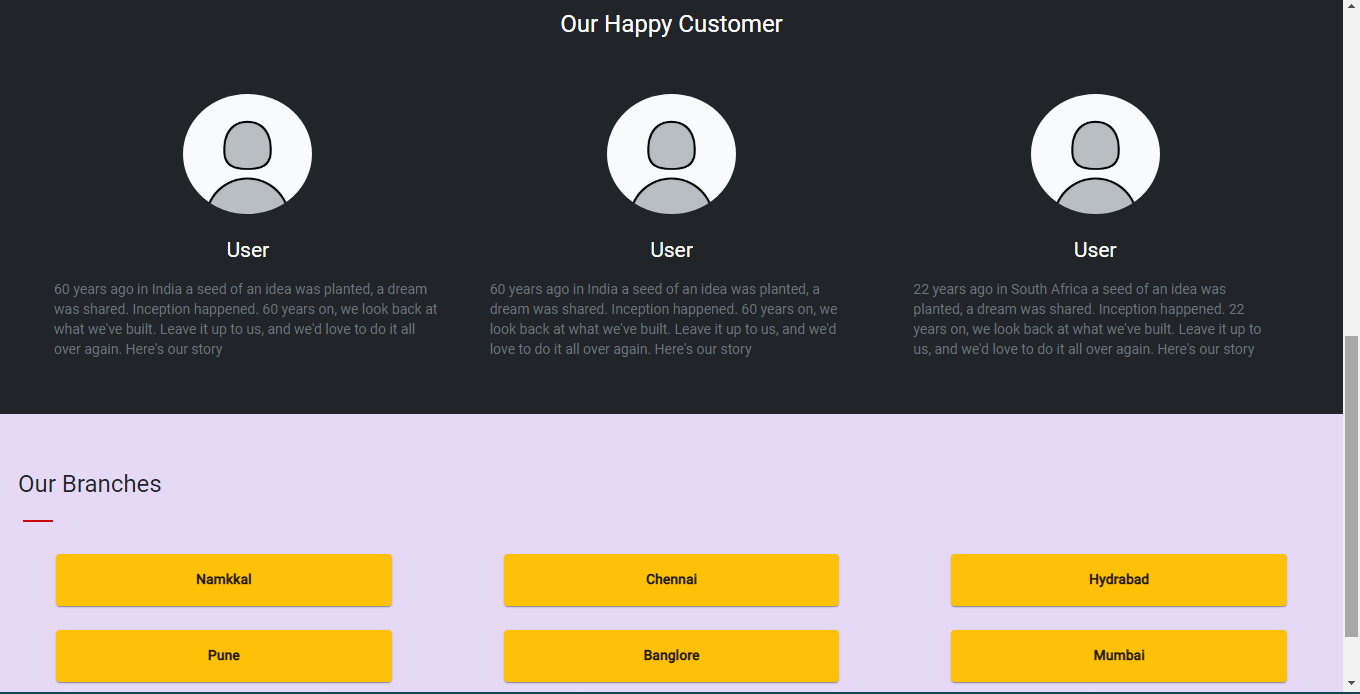 Our Happy Customer
User
60 years ago in India a seed of an idea was planted, a dream
was shared. Inception happened. 60 years on, we look back at
what we've built. Leave it up to us, and we'd love to do it all
over again. Here's our story
User
60 years ago in India a seed of an idea was planted, a
dream was shared. Inception happened. 60 years on, we
look back at what we've built. Leave it up to us, and we'd
love to do it all over again. Here's our story
User
22 years ago in South Africa a seed of an idea was
planted, a dream was shared. Inception happened. 22
years on, we look back at what we've built. Leave it up to
us, and we'd love to do it all over again. Here's our story
Our Branches
Namkkal
Chennai
Hydrabad
Pune
Banglore
Mumbai